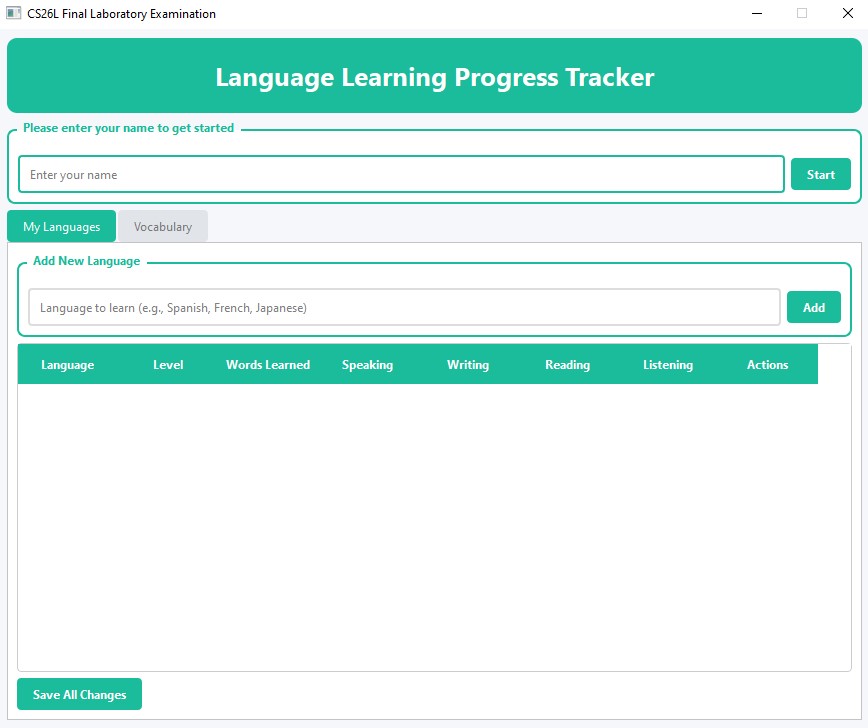 CS26L Final Laboratory Examination
Language Learning Progress Tracker
Please enter your name to get started
Enter your name
Start
My Languages
Vocabulary
Add New Language
Language to learn (e.g., Spanish, French, Japanese)
Add
Language Level Words Learned Speaking Writing Reading Listening Actions
Save All Changes